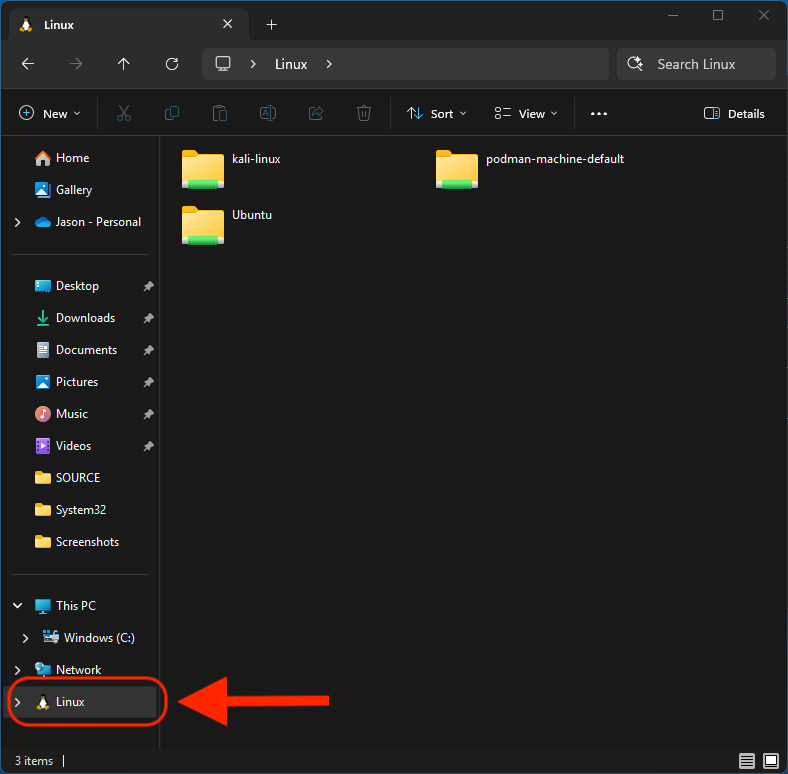 Linux
Linux
Search Linux
New
Sort
View
Details
Home
Gallery
Jason - Personal
Desktop
Downloads
Documents
Pictures
Music
Videos
SOURCE
System32
Screenshots
This PC
Windows (C:)
Network
Linux
kali-linux
podman-machine-default
Ubuntu
3 items